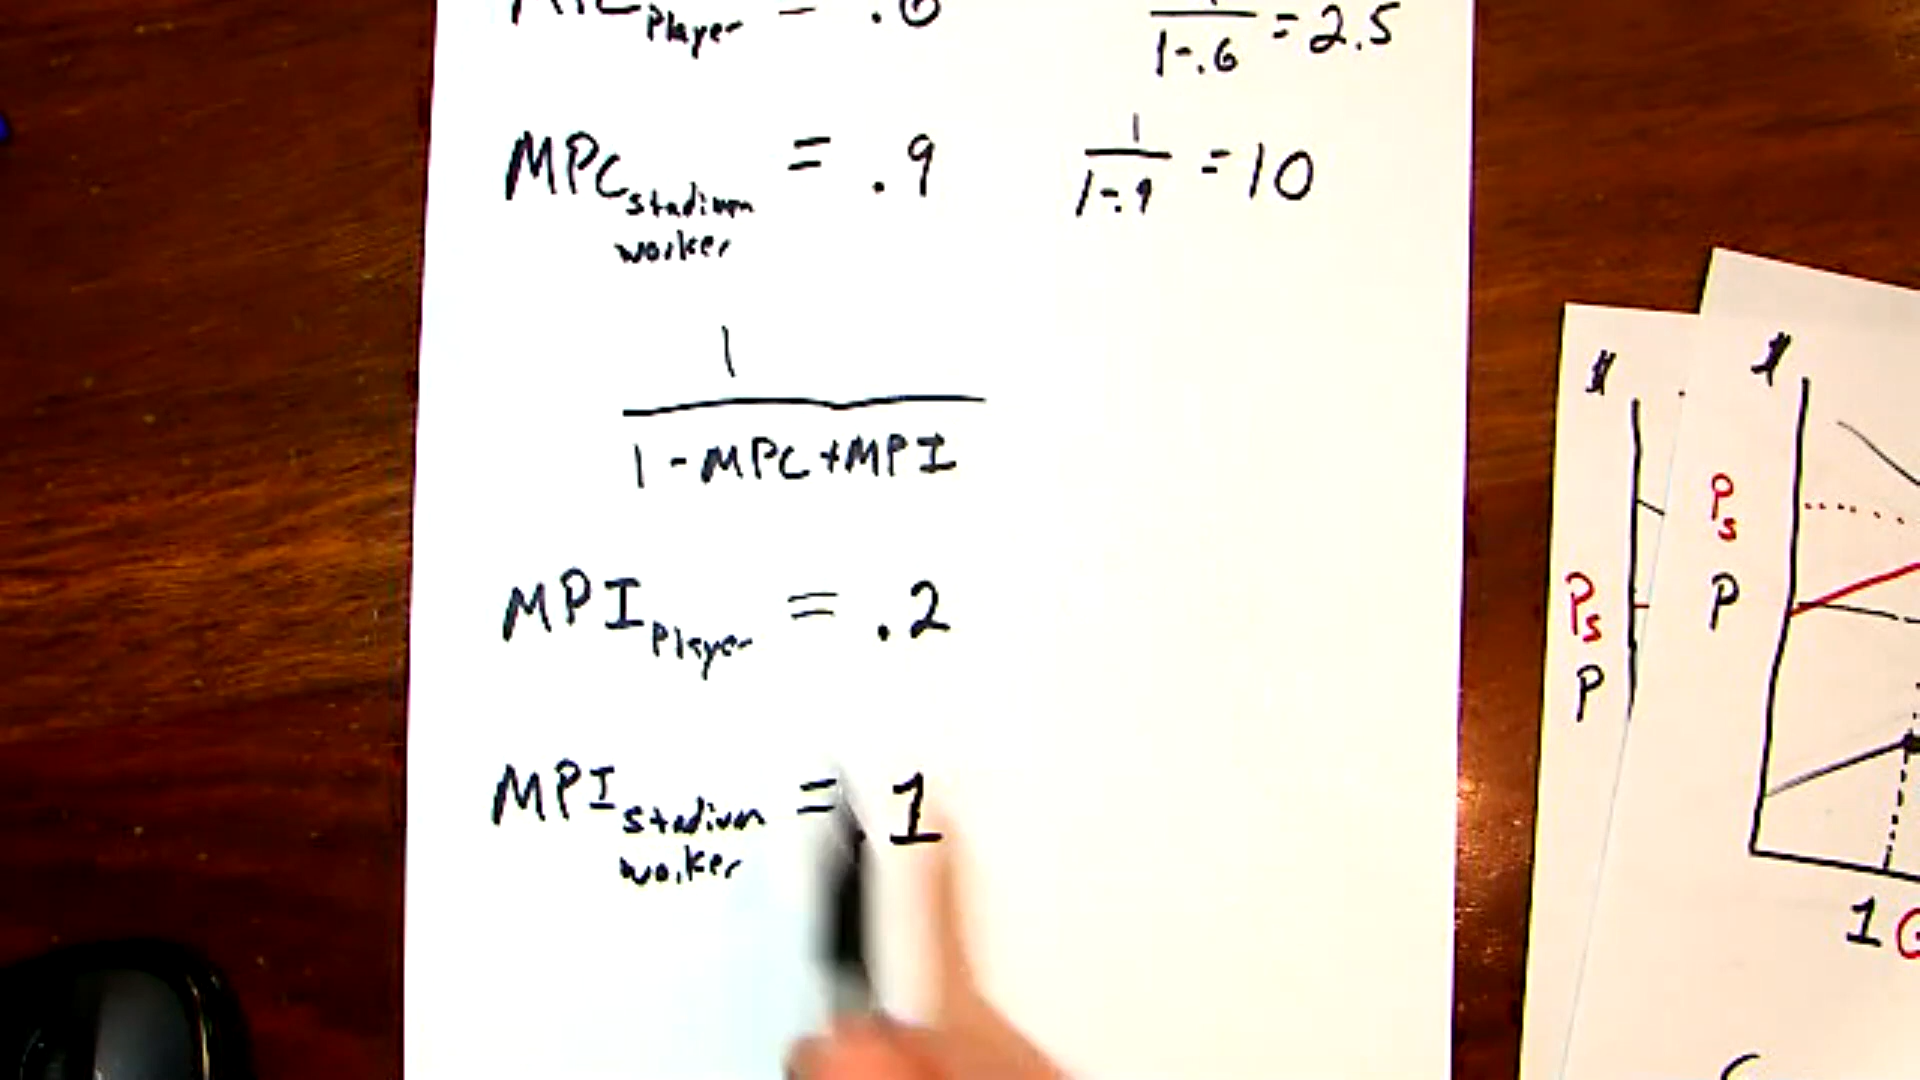 Player = .6
1-.6 = 2.5
MPC stadium worker = .9
1
1-.9 = 10
1
1 - MPC + MPI
MPI Player = .2
MPI stadium worker = .1
$
Ps
P
$
Ps
P
1